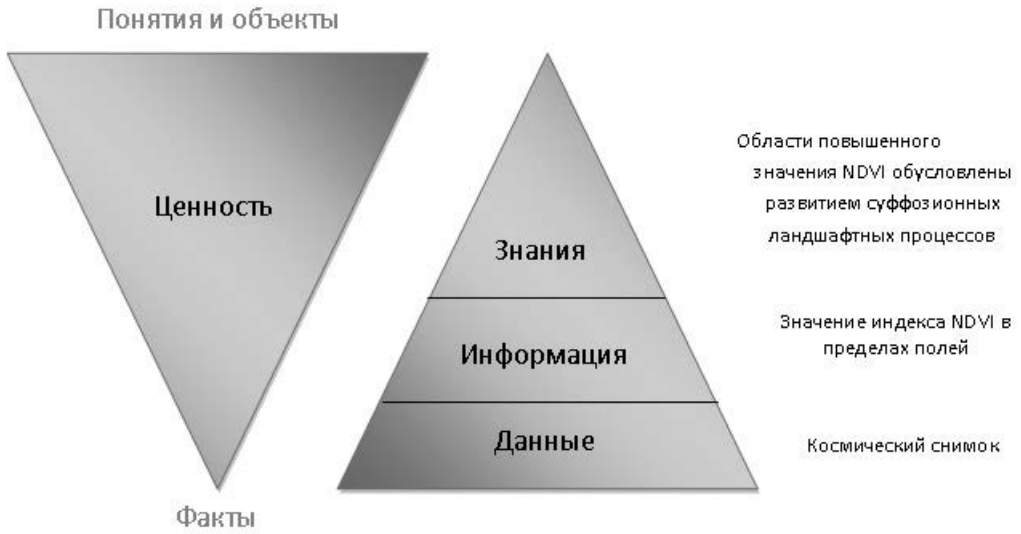 Понятия и объекты
Ценность
Факты
Знания
Информация
Данные
Области повышенного
значения NDVI обусловлены
развитием суффозионных
ландшафтных процессов
Значение индекса NDVI в
пределах полей
Космический снимок